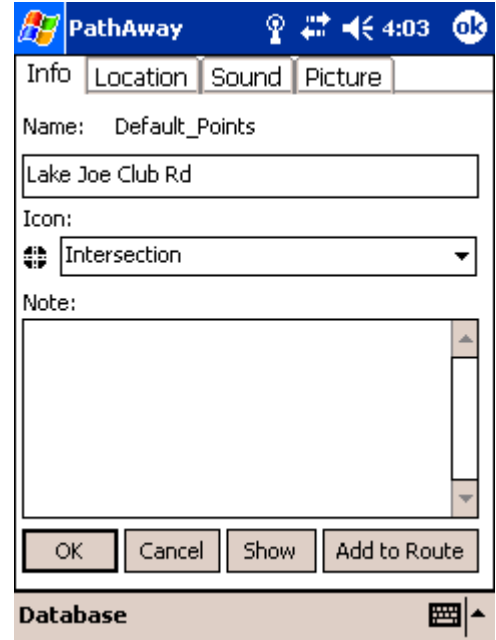 PathAway 4:03 ok
Info Location Sound Picture
Name: Default_Points
Lake Joe Club Rd
Icon:
Intersection
Note:
OK Cancel Show Add to Route
Database